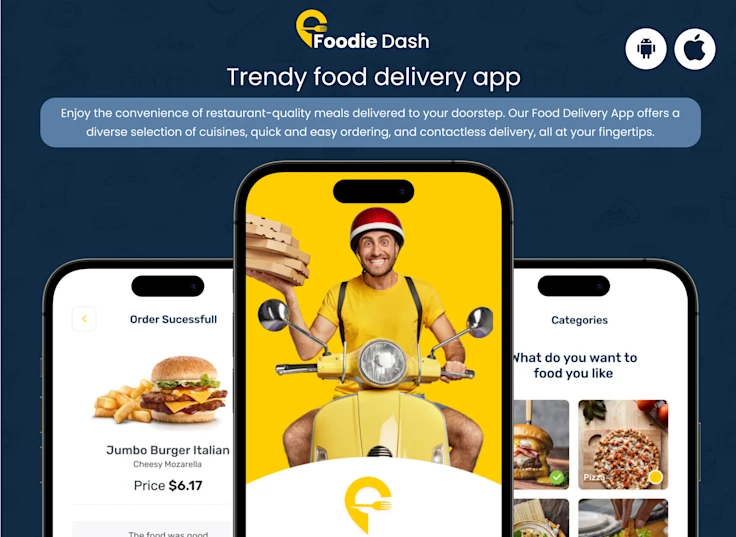 Foodie Dash
Trendy food delivery app
Enjoy the convenience of restaurant-quality meals delivered to your doorstep. Our Food Delivery App offers a
diverse selection of cuisines, quick and easy ordering, and contactless delivery, all at your fingertips.
Order Sucessfull
Jumbo Burger Italian
Cheesy Mozarella
Price $6.17
The food was good
Categories
What do you want to
food you like
Pizza